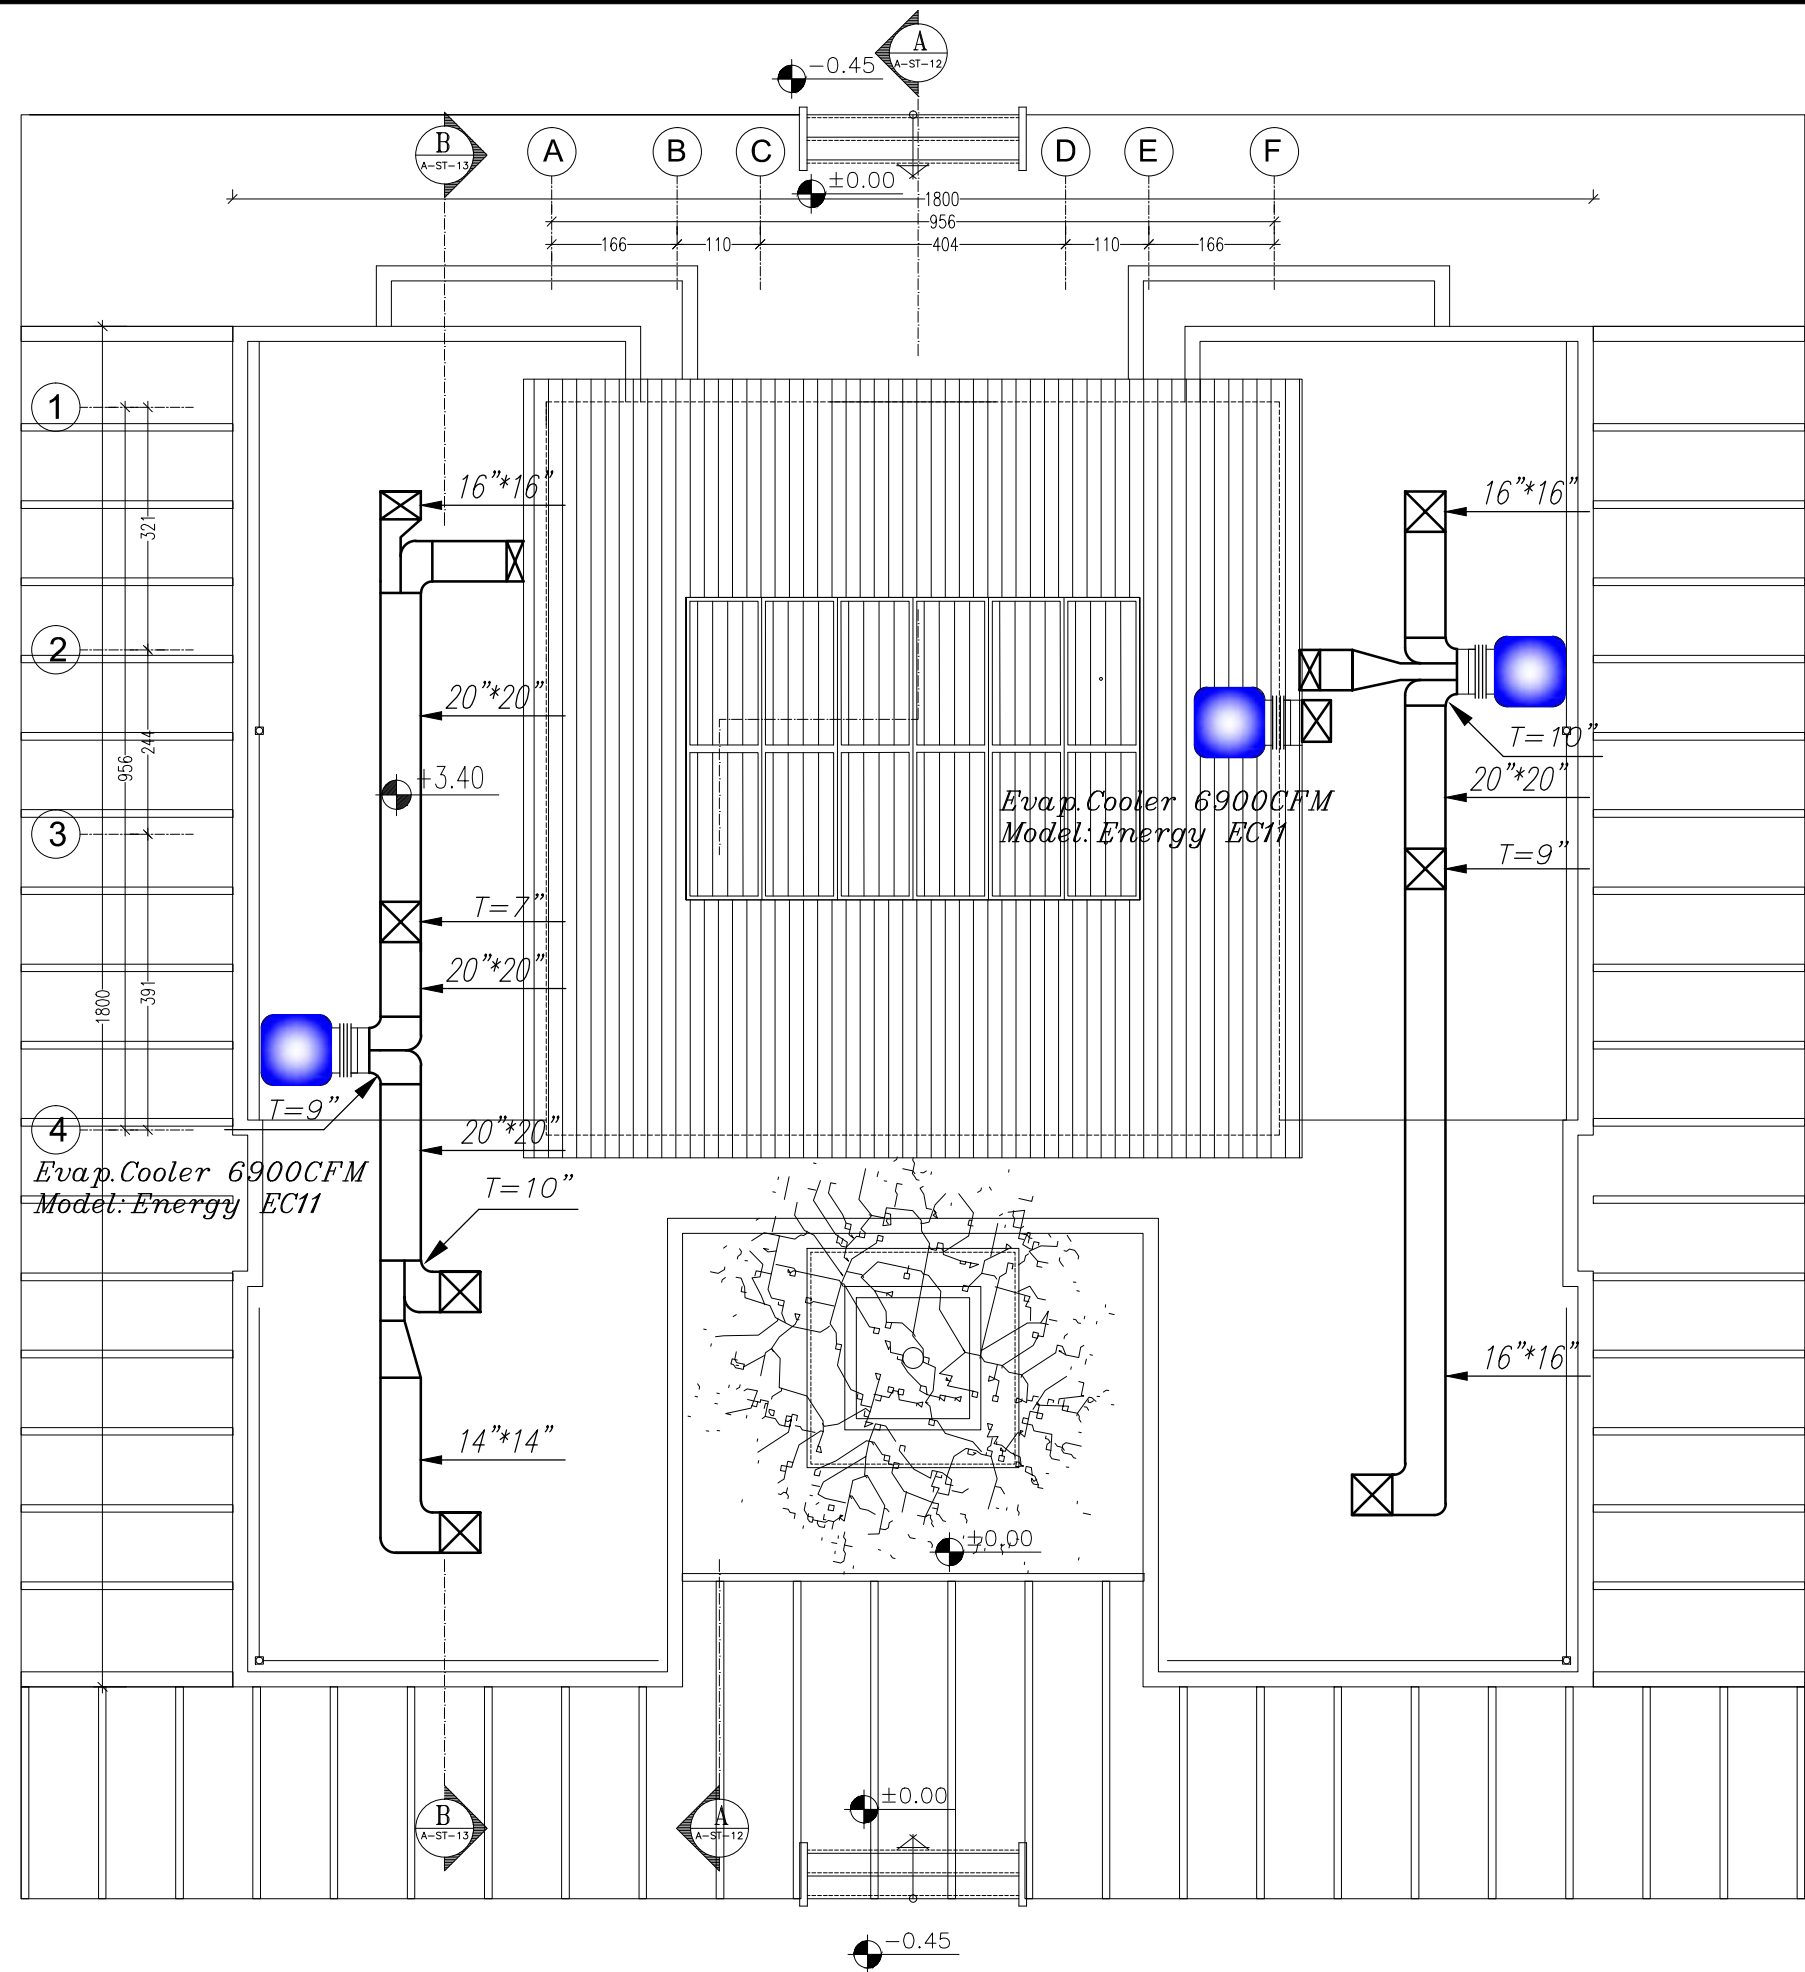 A
A-ST-12
-0.45
B
A-ST-13
A
B
C
D
E
F
±0.00
1800
956
166
110
404
110
166
1
16"*16"
16"*16"
321
2
20"*20"
T=10"
244
956
+3.40
20"*20"
Evap.Cooler 6900CFM
Model:Energy EC11
3
T=9"
T=7"
20"*20"
391
1800
T=9"
4
20"*20"
Evap.Cooler 6900CFM
Model:Energy EC11
T=10"
16"*16"
14"*14"
±0.00
±0.00
B
A-ST-13
A
A-ST-12
-0.45